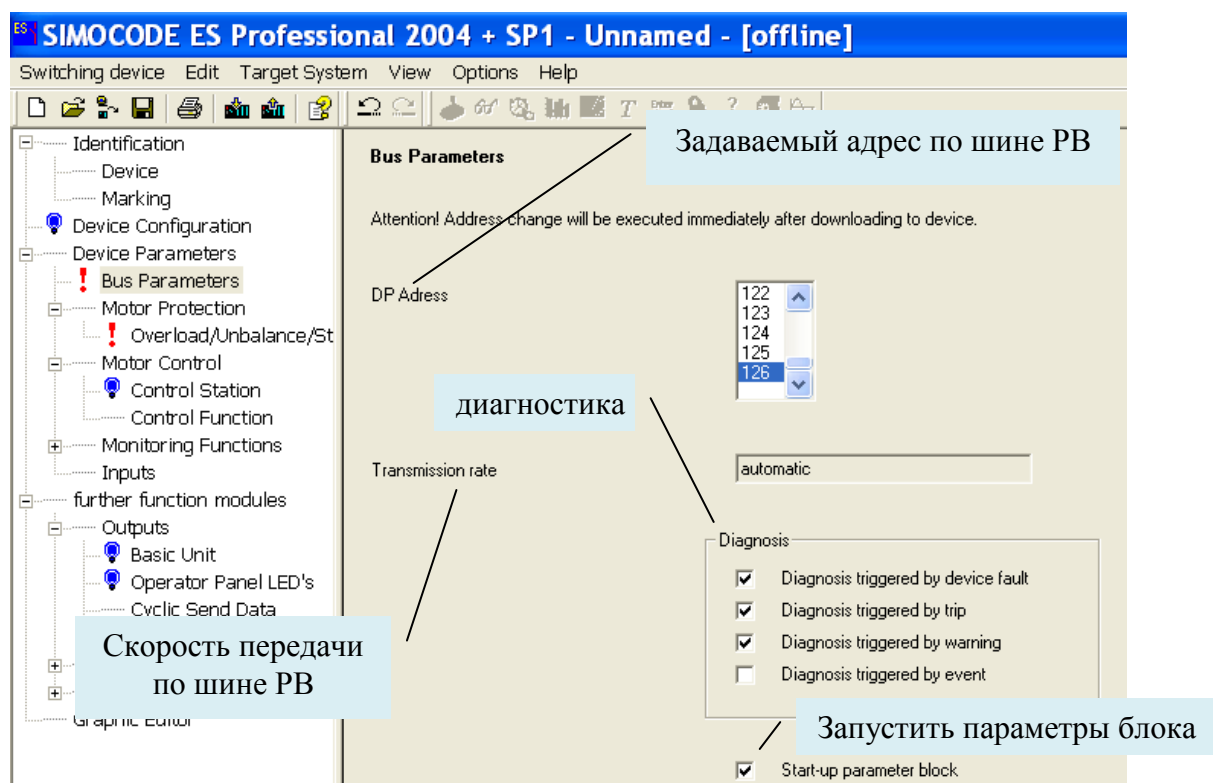 SIMOCODE ES Professional 2004 + SP1 - Unnamed - [offline]
Switching device Edit Target System View Options Help
Задаваемый адрес по шине PB
Identification
Device
Marking
Device Configuration
Device Parameters
Bus Parameters
Motor Protection
Overload/Unbalance/St
Motor Control
Control Station
Control Function
Monitoring Functions
Inputs
further function modules
Outputs
Basic Unit
Operator Panel LED's
Cyclic Send Data
Graphic Editor
Bus Parameters
Attention! Address change will be executed immediately after downloading to device.
DP Adress
122
123
124
125
126
диагностика
Transmission rate
automatic
Diagnosis
Diagnosis triggered by device fault
Diagnosis triggered by trip
Diagnosis triggered by warning
Diagnosis triggered by event
Скорость передачи
по шине PB
Запустить параметры блока
Start-up parameter block